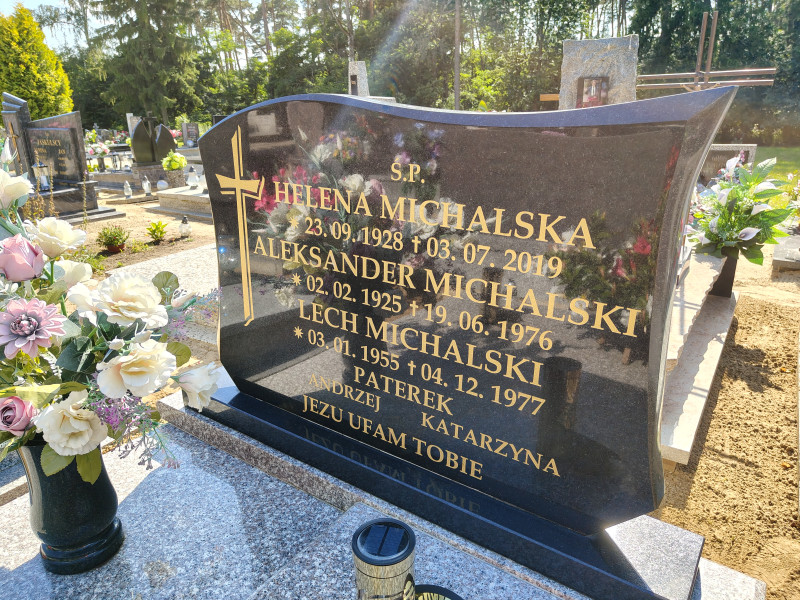 S.P.
HELENA MICHALSKA
23. 09. 1928 † 03. 07. 2019
ALEKSANDER MICHALSKI
* 02. 02. 1925 † 19. 06. 1976
LECH MICHALSKI
* 03. 01. 1955 † 04. 12. 1977
PATEREK
ANDRZEJ KATARZYNA
JEZU UFAM TOBIE